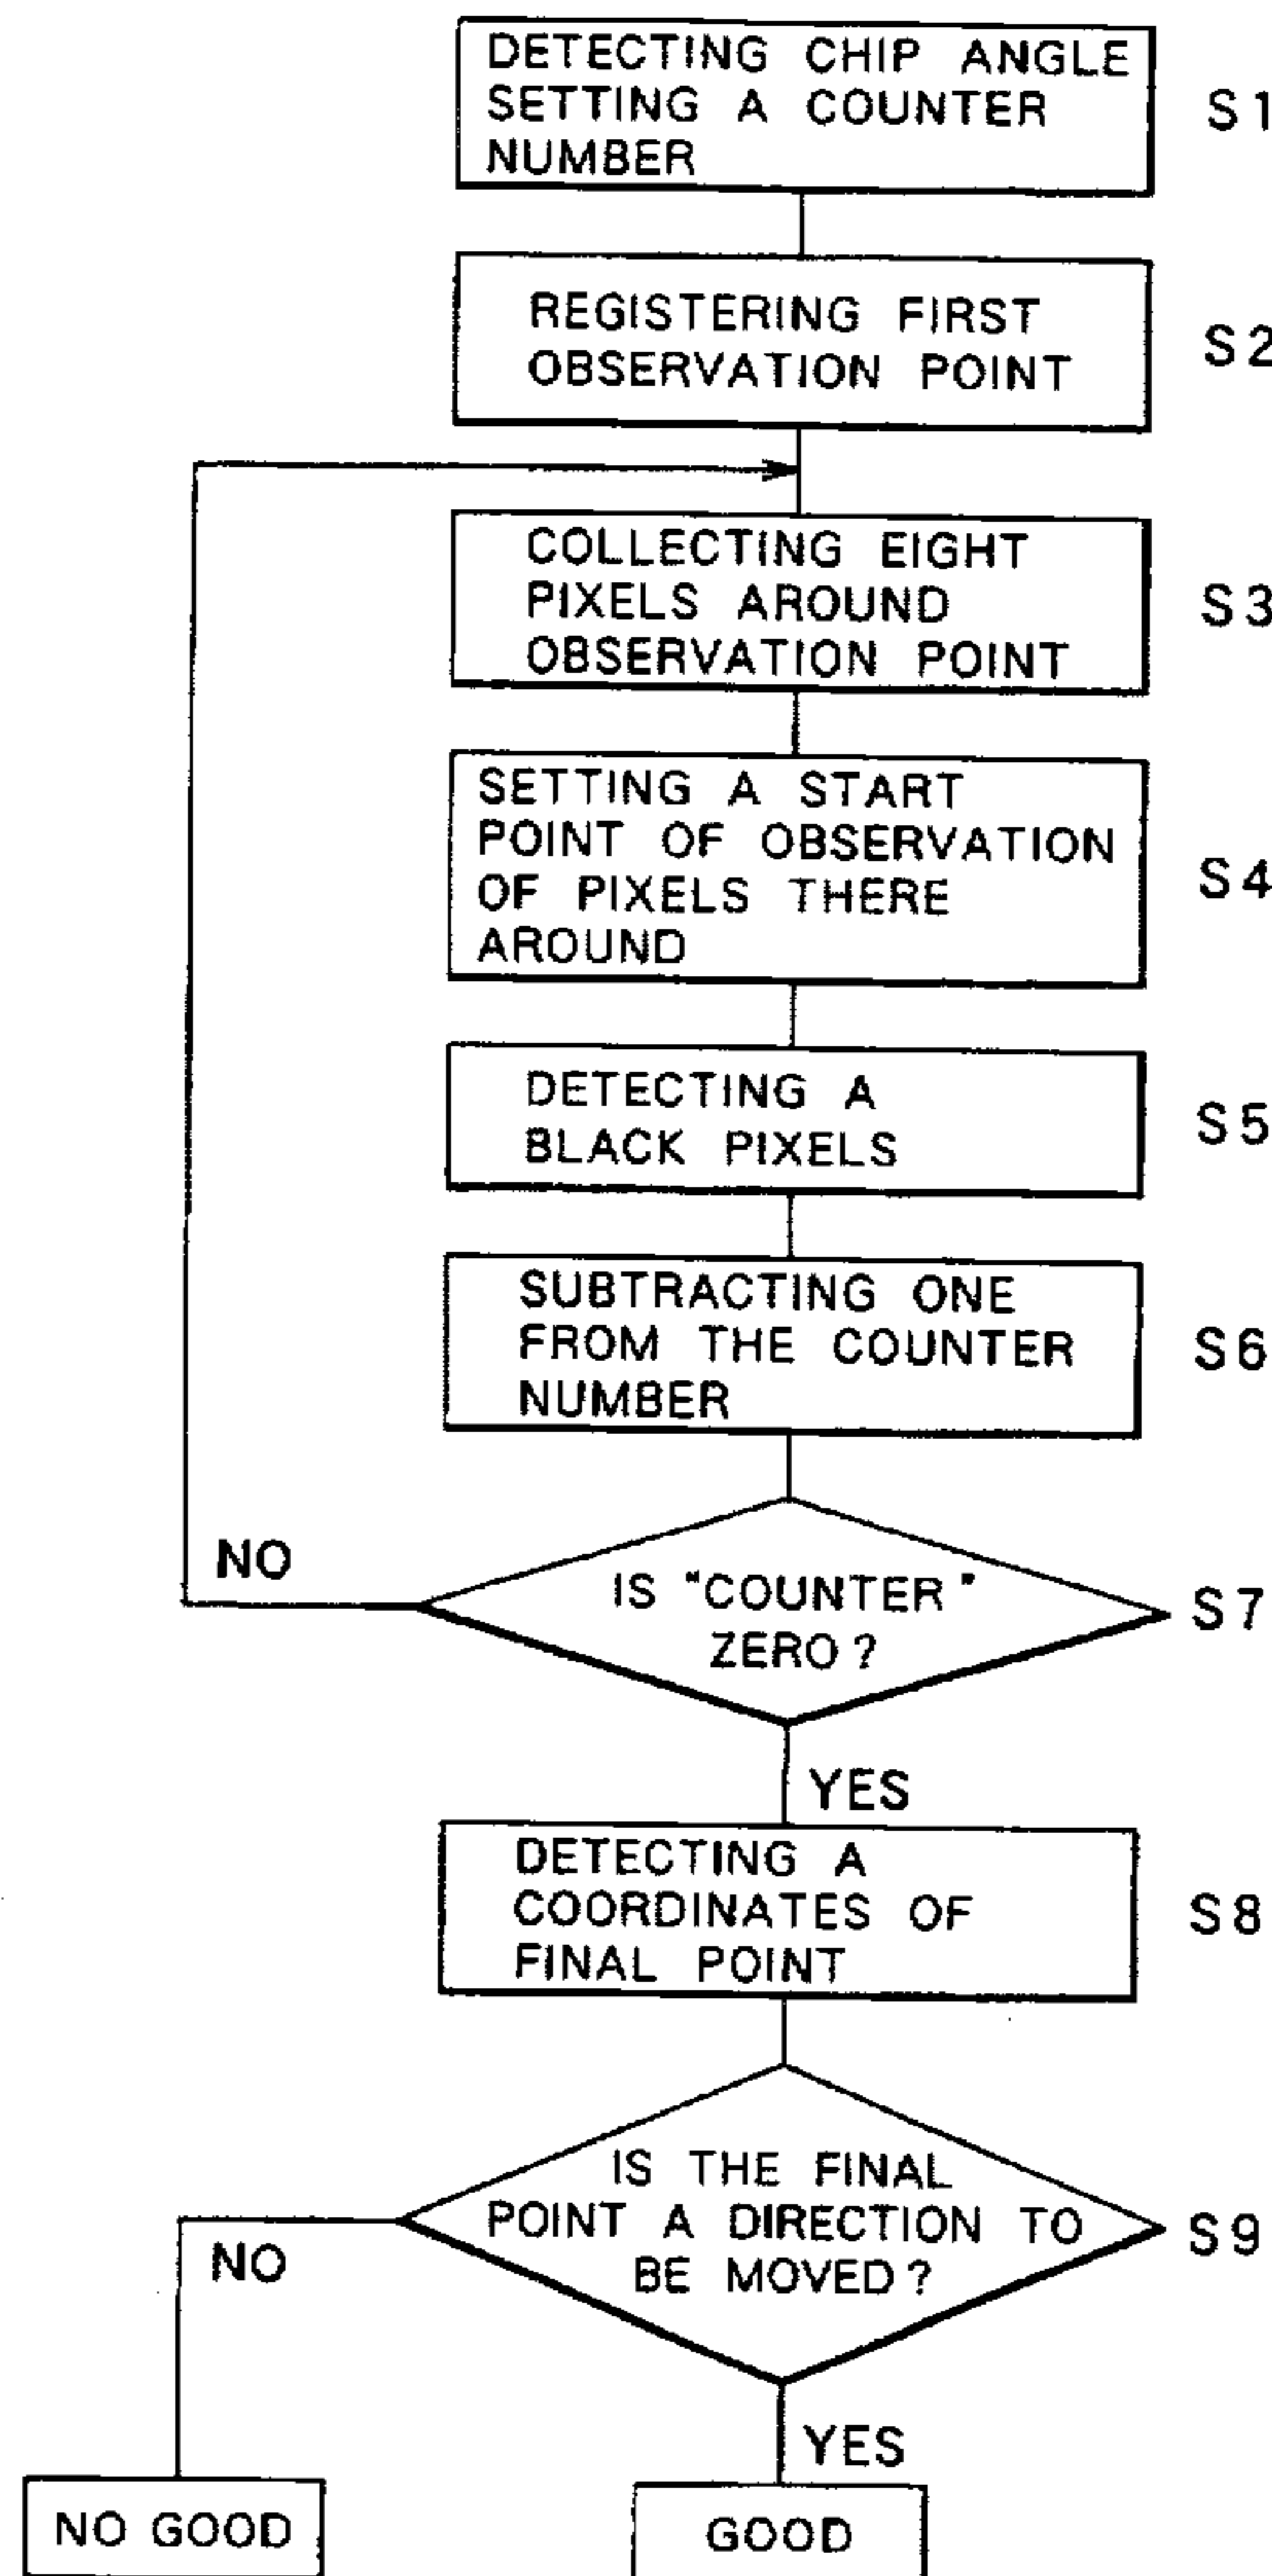 DETECTING CHIP ANGLE
SETTING A COUNTER
NUMBER
S1
REGISTERING FIRST
OBSERVATION POINT
S2
COLLECTING EIGHT
PIXELS AROUND
OBSERVATION POINT
S3
SETTING A START
POINT OF OBSERVATION
OF PIXELS THERE
AROUND
S4
DETECTING A
BLACK PIXELS
S5
SUBTRACTING ONE
FROM THE COUNTER
NUMBER
S6
NO
IS "COUNTER"
ZERO?
S7
YES
DETECTING A
COORDINATES OF
FINAL POINT
S8
IS THE FINAL
POINT A DIRECTION TO
BE MOVED?
S9
NO
YES
NO GOOD
GOOD